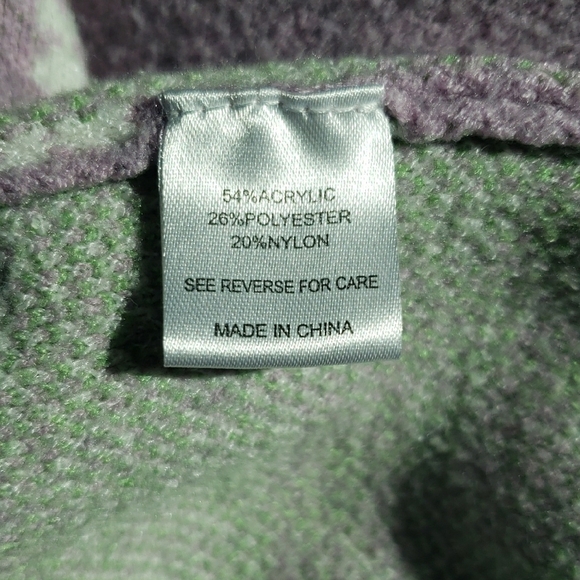 54%ACRYLIC
26%POLYESTER
20%NYLON
SEE REVERSE FOR CARE
MADE IN CHINA